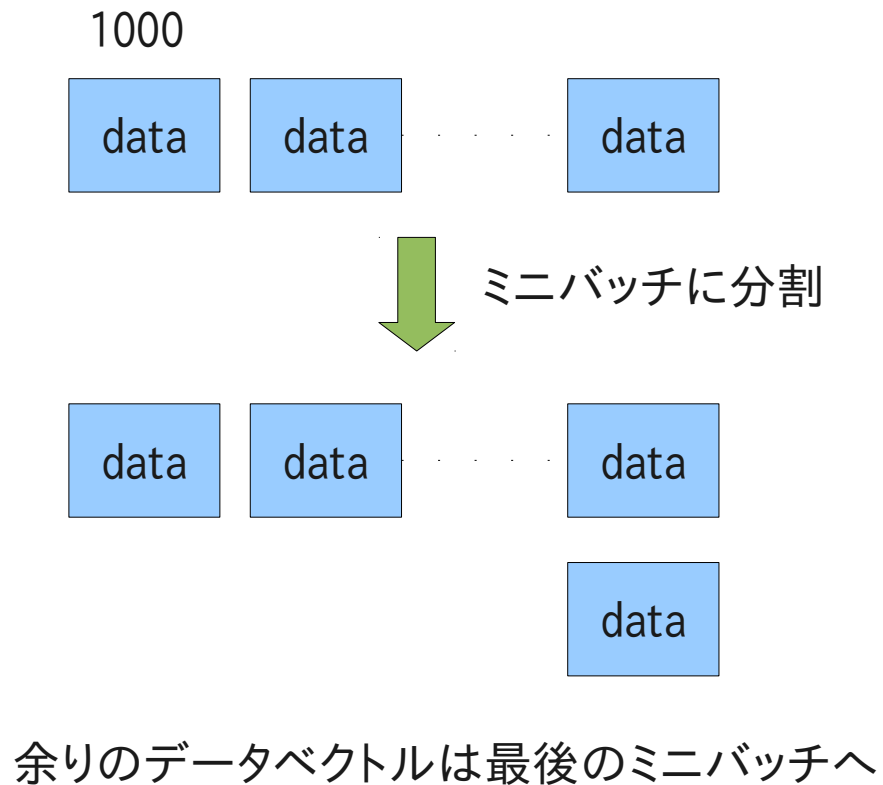 1000
data data data
ミニバッチに分割
data data data
data
余りのデータベクトルは最後のミニバッチへ